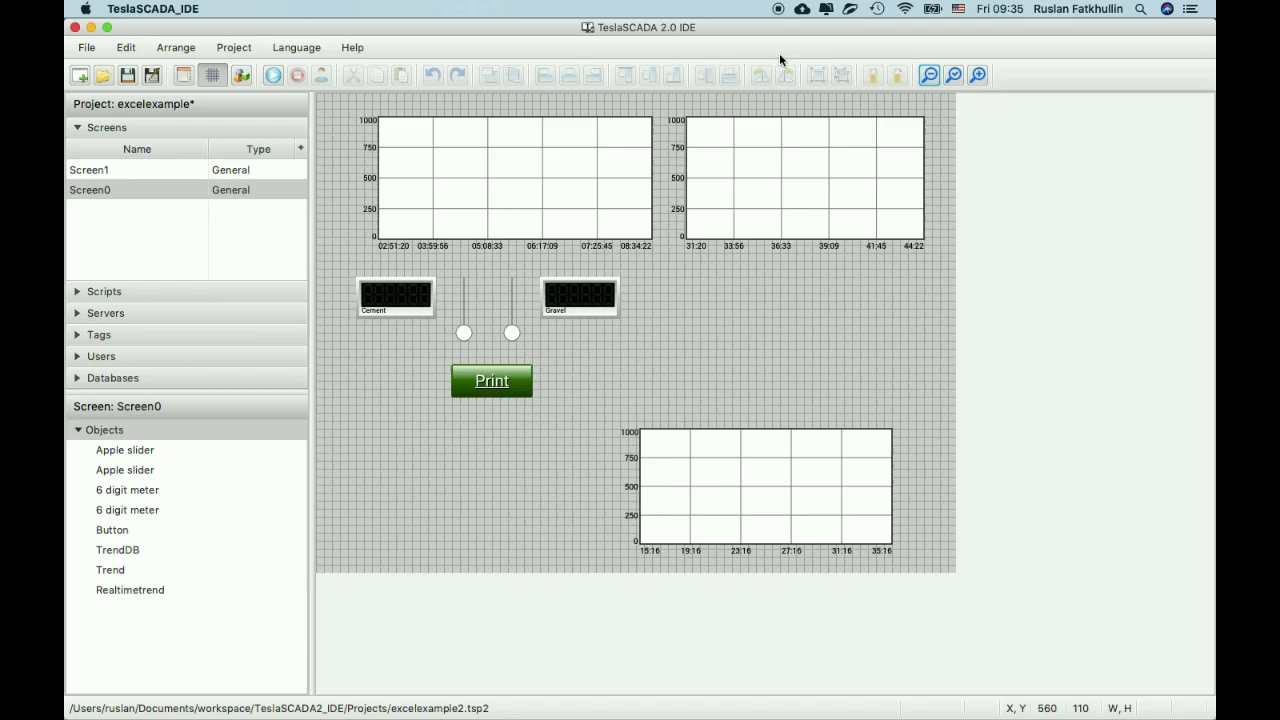 TeslaSCADA_IDE
Fri 09:35 Ruslan Fatkhullin
TeslaSCADA 2.0 IDE
File Edit Arrange Project Language Help
Project: excelexample*
Screens
Name Type +
Screen1 General
Screen0 General
Scripts
Servers
Tags
Users
Databases
Screen: Screen0
Objects
Apple slider
Apple slider
6 digit meter
6 digit meter
Button
TrendDB
Trend
Realtimetrend
1000
750
500
250
0
02:51:20 03:59:56 05:08:33 06:17:09 07:25:45 08:34:22
1000
750
500
250
0
31:20 33:56 36:33 39:09 41:45 44:22
Cement
Gravel
Print
1000
750
500
250
0
15:16 19:16 23:16 27:16 31:16 35:16
/Users/ruslan/Documents/workspace/TeslaSCADA2_IDE/Projects/excelexample2.tsp2
X, Y 560 110 W, H